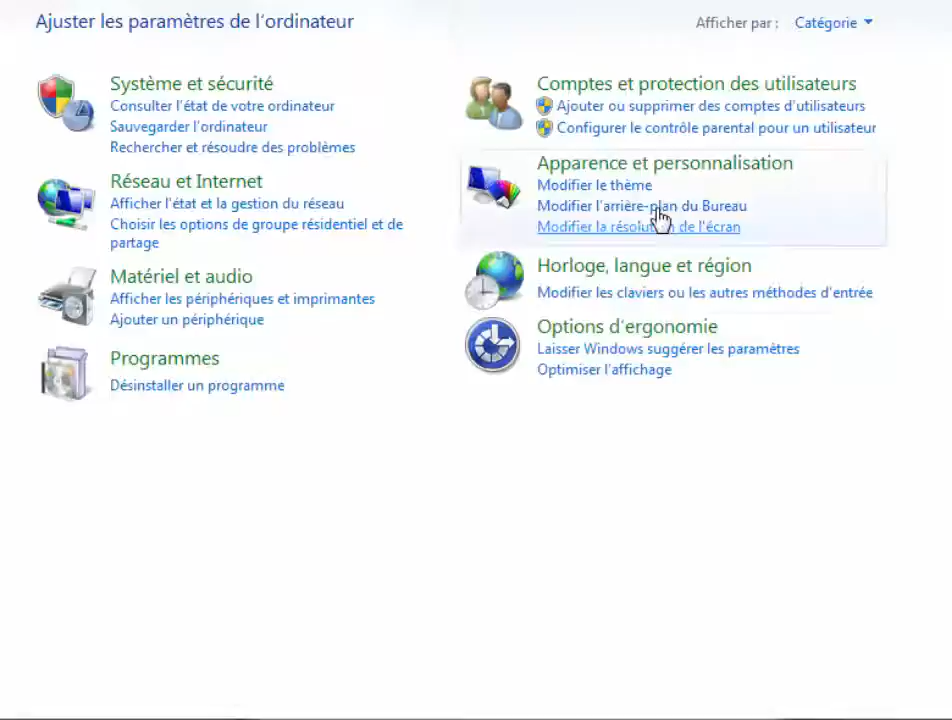 Ajuster les paramètres de l'ordinateur
Afficher par : Catégorie
Système et sécurité
Consulter l'état de votre ordinateur
Sauvegarder l'ordinateur
Rechercher et résoudre des problèmes
Réseau et Internet
Afficher l'état et la gestion du réseau
Choisir les options de groupe résidentiel et de
partage
Matériel et audio
Afficher les périphériques et imprimantes
Ajouter un périphérique
Programmes
Désinstaller un programme
Comptes et protection des utilisateurs
Ajouter ou supprimer des comptes d'utilisateurs
Configurer le contrôle parental pour un utilisateur
Apparence et personnalisation
Modifier le thème
Modifier l'arrière-plan du Bureau
Modifier la résolution de l'écran
Horloge, langue et région
Modifier les claviers ou les autres méthodes d'entrée
Options d'ergonomie
Laisser Windows suggérer les paramètres
Optimiser l'affichage